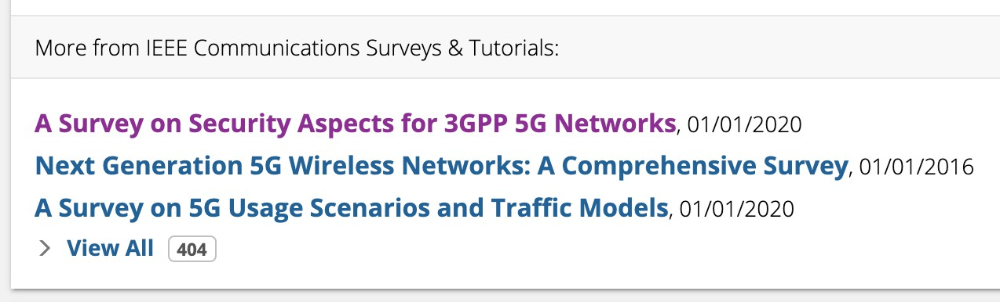 More from IEEE Communications Surveys & Tutorials:
A Survey on Security Aspects for 3GPP 5G Networks, 01/01/2020
Next Generation 5G Wireless Networks: A Comprehensive Survey, 01/01/2016
A Survey on 5G Usage Scenarios and Traffic Models, 01/01/2020
View All 404